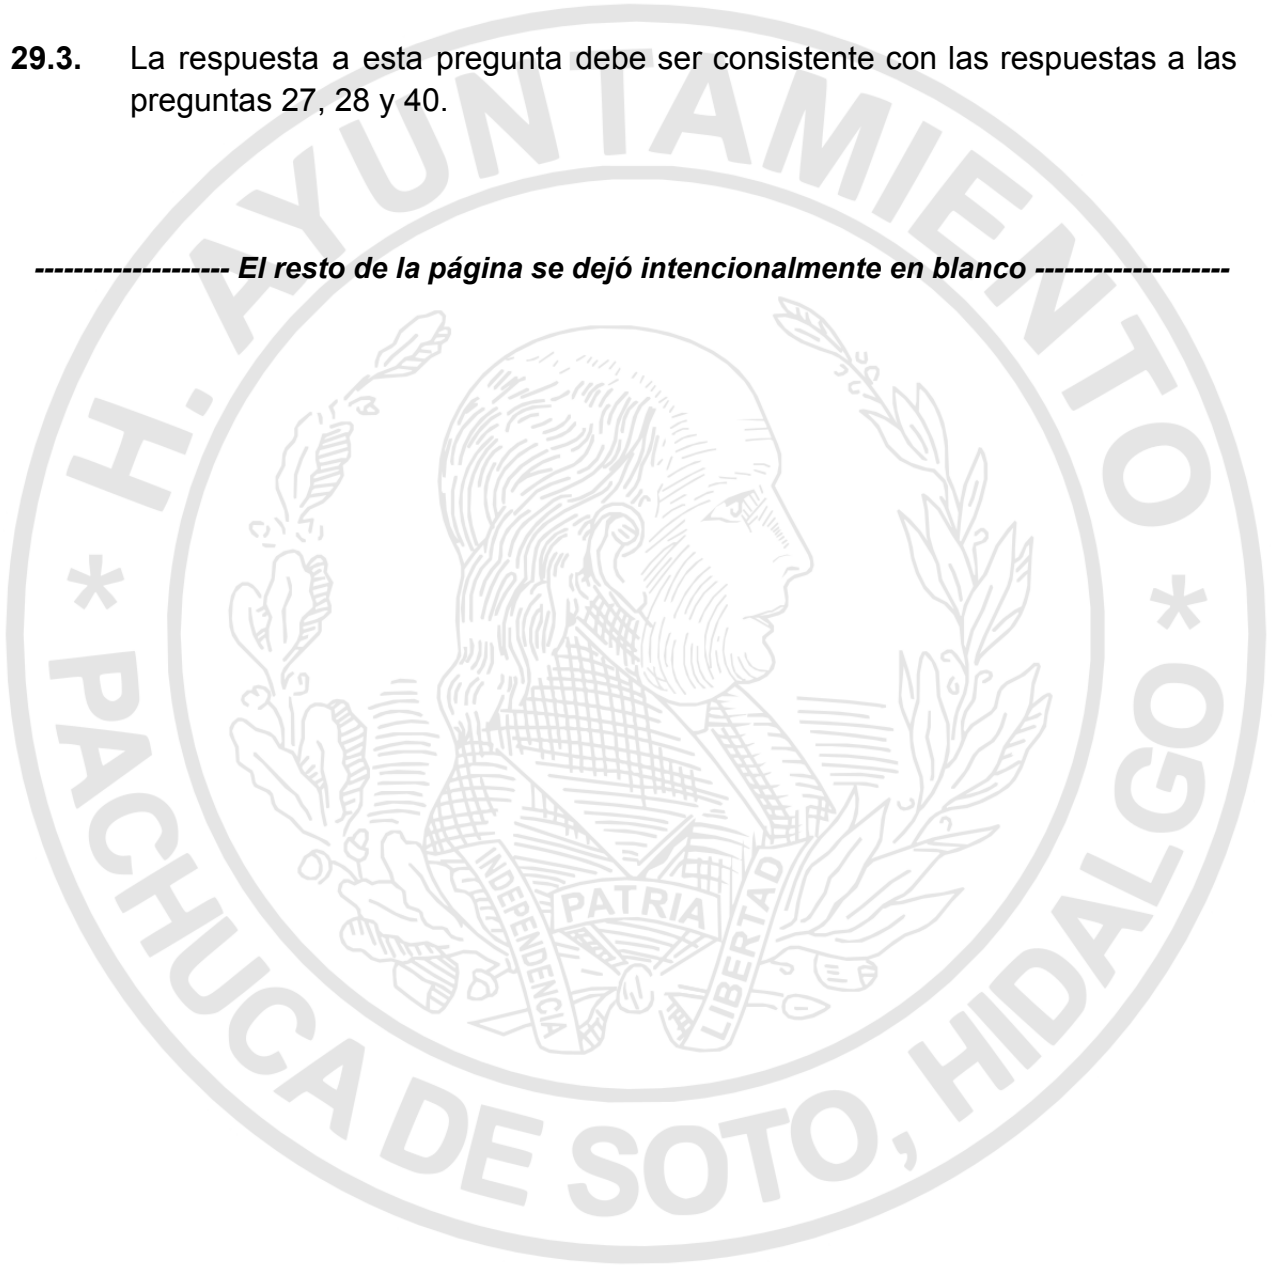 29.3. La respuesta a esta pregunta debe ser consistente con las respuestas a las
preguntas 27, 28 y 40.
-------------------- El resto de la página se dejó intencionalmente en blanco --------------------
H. AYUNTAMIENTO
* PACHUCA DE SOTO, HIDALGO *
INDEPENDENCIA
PATRIA
LIBERTAD